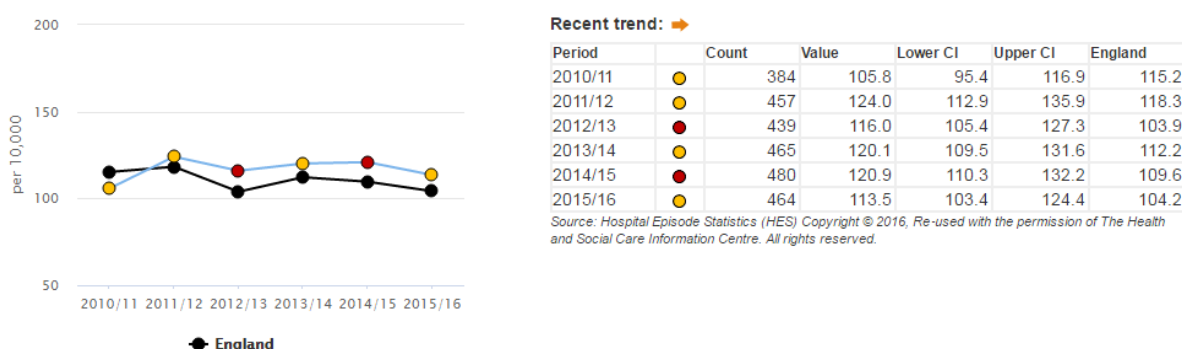 200
150
100
50
per 10,000
2010/11 2011/12 2012/13 2013/14 2014/15 2015/16
England
Recent trend:
Period Count Value Lower CI Upper CI England
2010/11 384 105.8 95.4 116.9 115.2
2011/12 457 124.0 112.9 135.9 118.3
2012/13 439 116.0 105.4 127.3 103.9
2013/14 465 120.1 109.5 131.6 112.2
2014/15 480 120.9 110.3 132.2 109.6
2015/16 464 113.5 103.4 124.4 104.2
Source: Hospital Episode Statistics (HES) Copyright © 2016, Re-used with the permission of The Health
and Social Care Information Centre. All rights reserved.